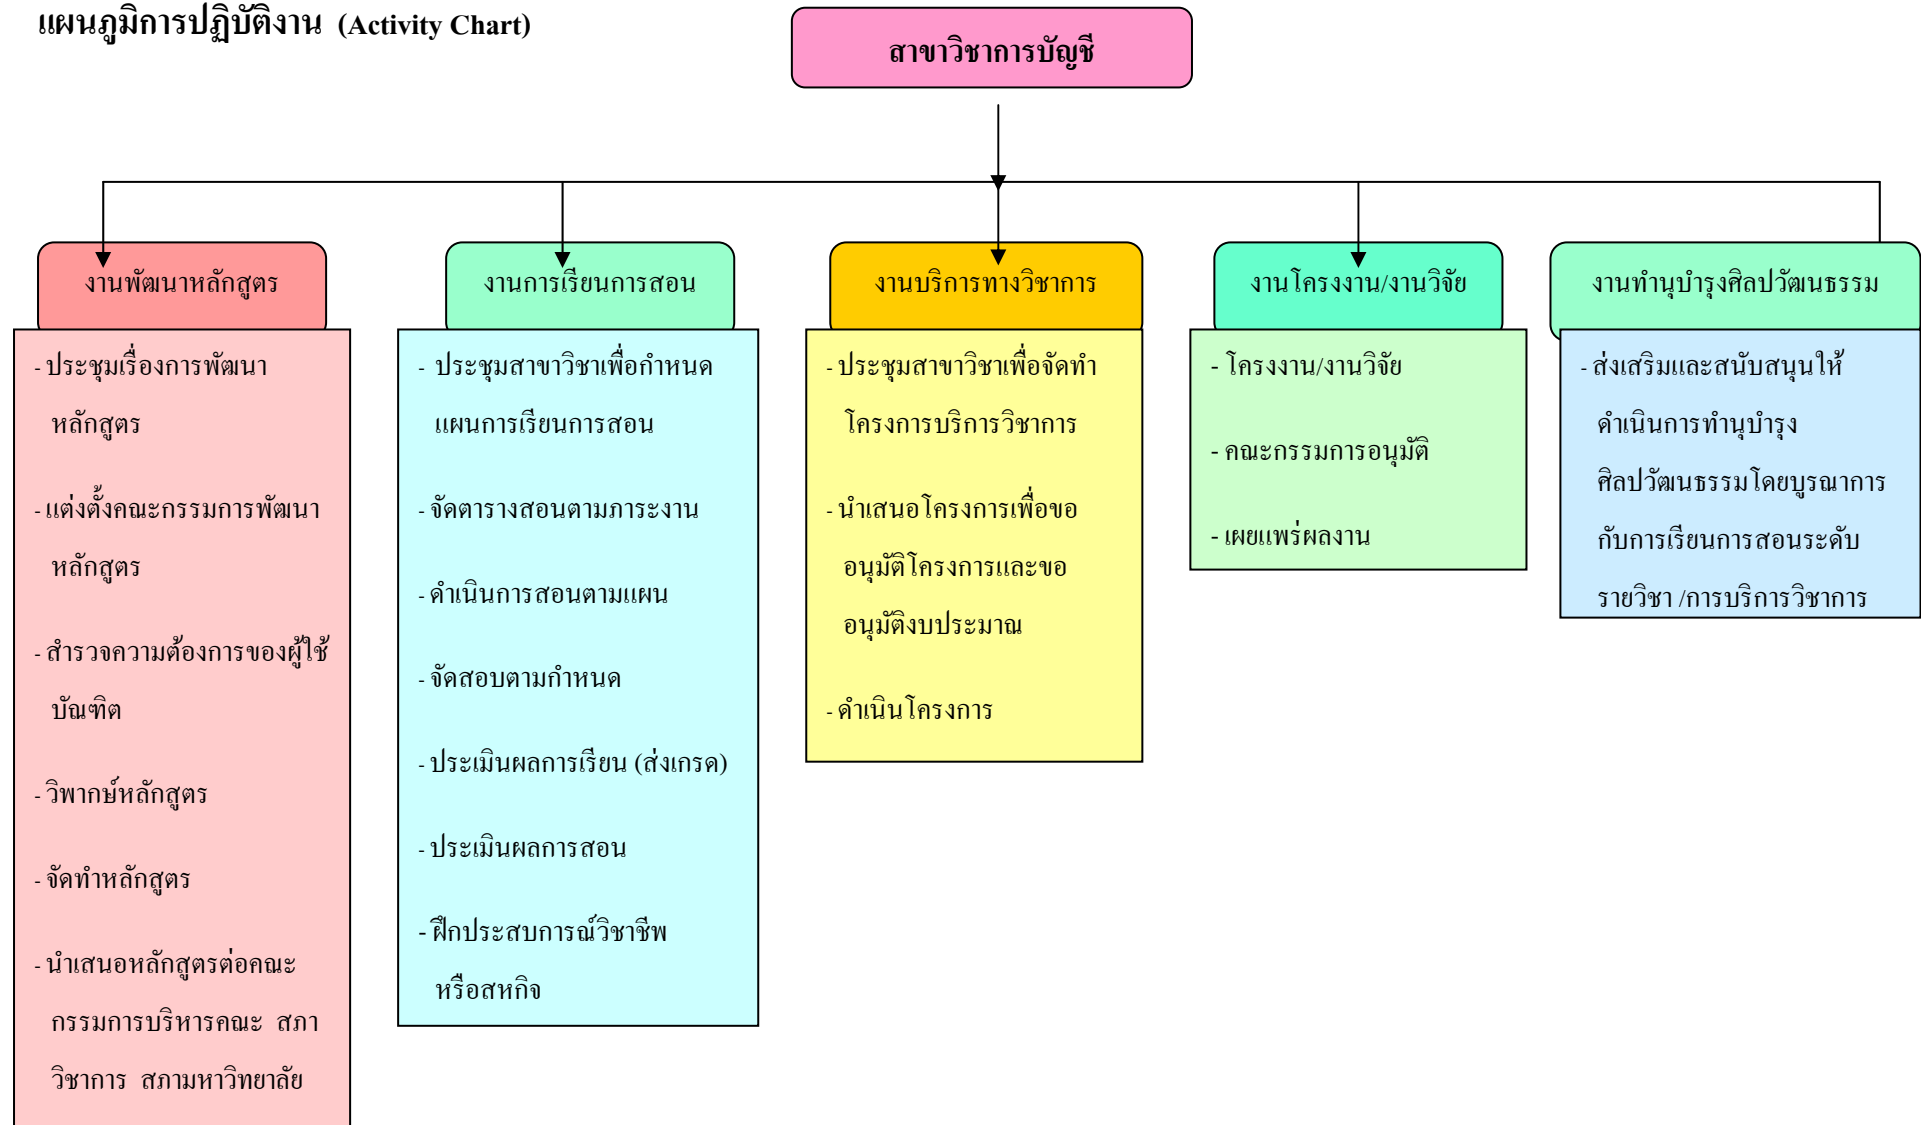 แผนภูมิการปฏิบัติงาน (Activity Chart)
สาขาวิชาการบัญชี
งานพัฒนาหลักสูตร
- ประชุมเรื่องการพัฒนา
หลักสูตร
- แต่งตั้งคณะกรรมการพัฒนา
หลักสูตร
- สำรวจความต้องการของผู้ใช้
บัณฑิต
- วิพากษ์หลักสูตร
- จัดทำหลักสูตร
- นำเสนอหลักสูตรต่อคณะ
กรรมการบริหารคณะ สภา
วิชาการ สภามหาวิทยาลัย
งานการเรียนการสอน
- ประชุมสาขาวิชาเพื่อกำหนด
แผนการเรียนการสอน
- จัดตารางสอนตามภาระงาน
- ดำเนินการสอนตามแผน
- จัดสอบตามกำหนด
- ประเมินผลการเรียน (ส่งเกรด)
- ประเมินผลการสอน
- ฝึกประสบการณ์วิชาชีพ
หรือสหกิจ
งานบริการทางวิชาการ
- ประชุมสาขาวิชาเพื่อจัดทำ
โครงการบริการวิชาการ
- นำเสนอโครงการเพื่อขอ
อนุมัติโครงการและขอ
อนุมัติงบประมาณ
- ดำเนินโครงการ
งานโครงงาน/งานวิจัย
- โครงงาน/งานวิจัย
- คณะกรรมการอนุมัติ
- เผยแพร่ผลงาน
งานทำนุบำรุงศิลปวัฒนธรรม
- ส่งเสริมและสนับสนุนให้
ดำเนินการทำนุบำรุง
ศิลปวัฒนธรรมโดยบูรณาการ
กับการเรียนการสอนระดับ
รายวิชา /การบริการวิชาการ